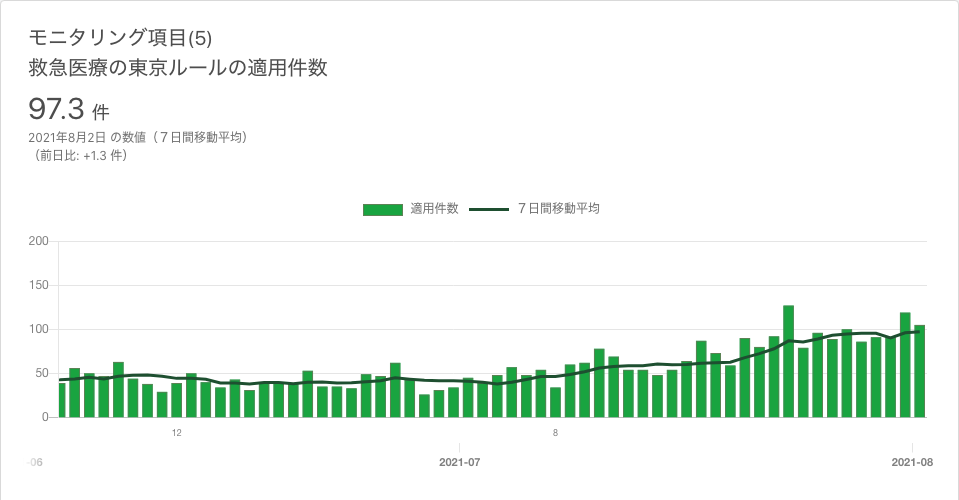 モニタリング項目(5)
救急医療の東京ルールの適用件数
97.3 件
2021年8月2日 の数値（７日間移動平均）
（前日比: +1.3 件）
適用件数 ７日間移動平均
200
150
100
50
0
12 8
-06 2021-07 2021-08